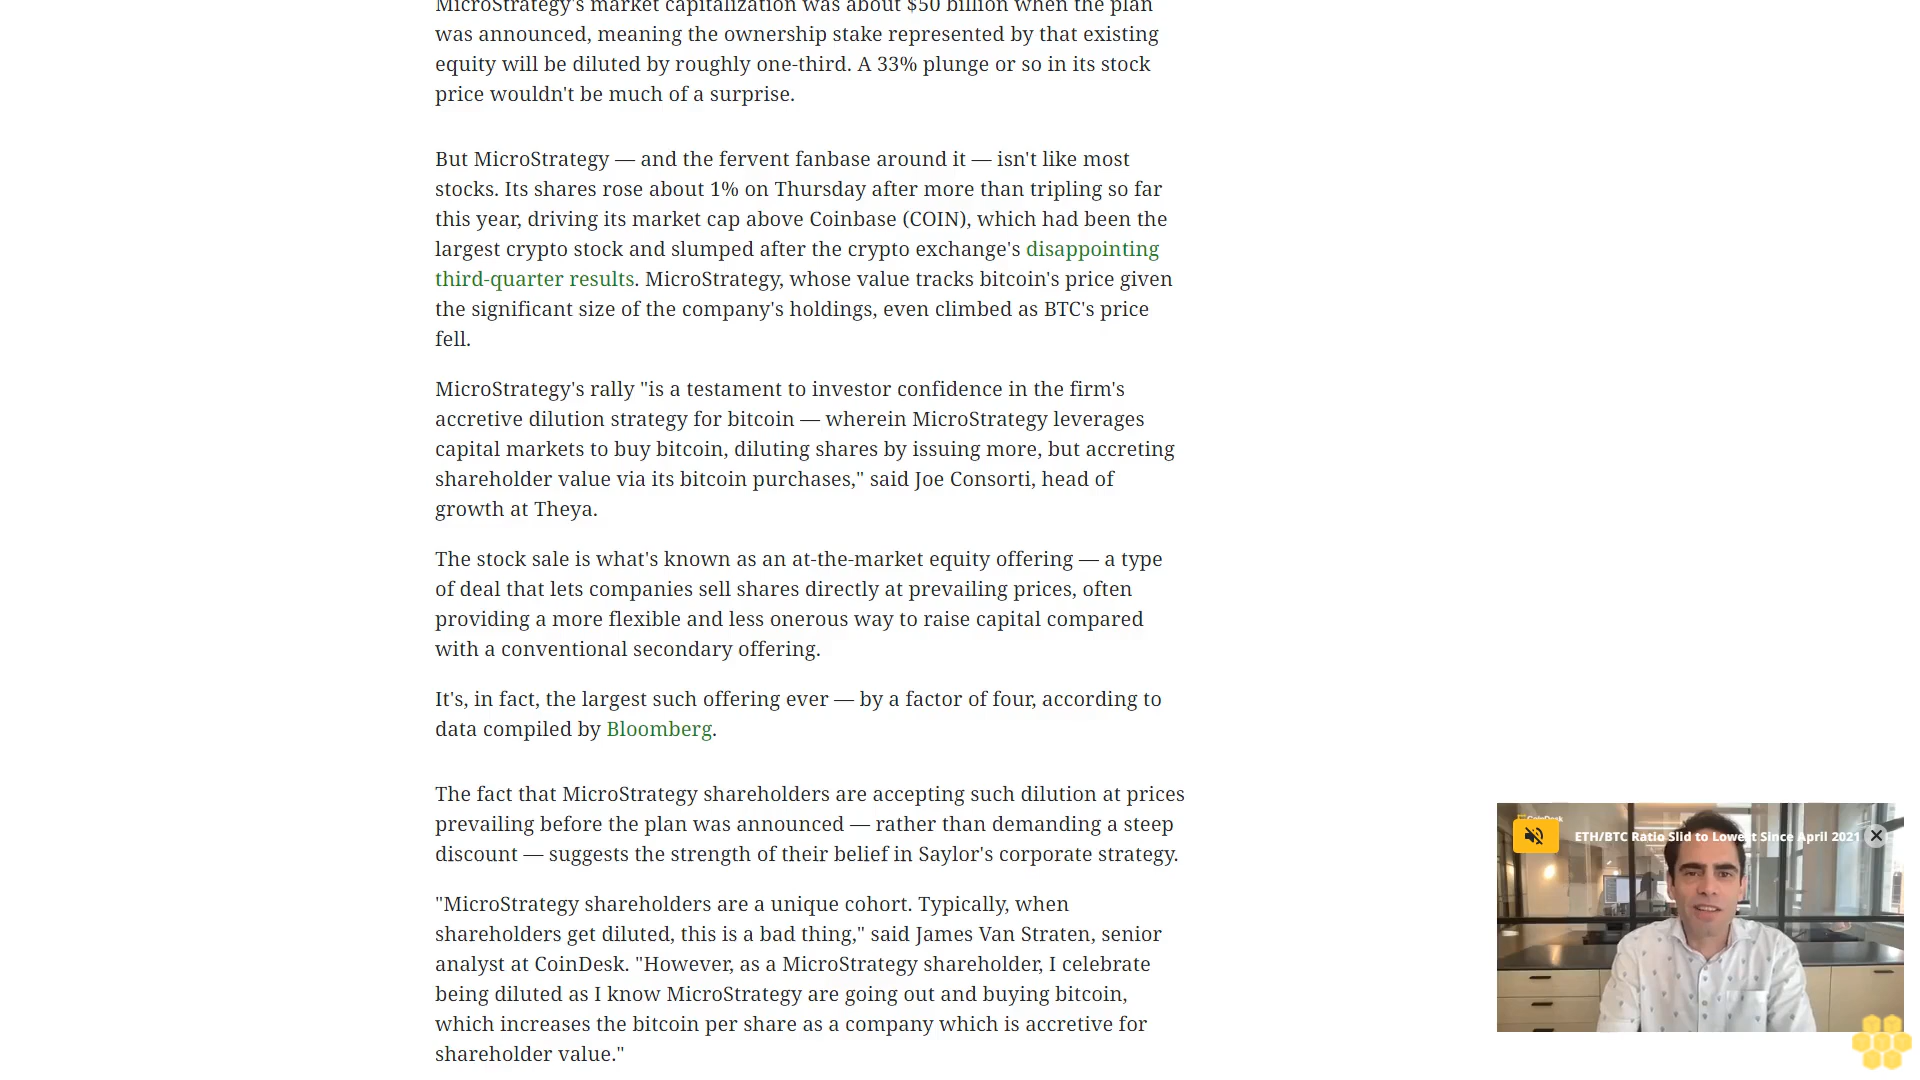 MicroStrategy's market capitalization was about $50 billion when the plan
was announced, meaning the ownership stake represented by that existing
equity will be diluted by roughly one-third. A 33% plunge or so in its stock
price wouldn't be much of a surprise.
But MicroStrategy — and the fervent fanbase around it — isn't like most
stocks. Its shares rose about 1% on Thursday after more than tripling so far
this year, driving its market cap above Coinbase (COIN), which had been the
largest crypto stock and slumped after the crypto exchange's disappointing
third-quarter results. MicroStrategy, whose value tracks bitcoin's price given
the significant size of the company's holdings, even climbed as BTC's price
fell.
MicroStrategy's rally "is a testament to investor confidence in the firm's
accretive dilution strategy for bitcoin — wherein MicroStrategy leverages
capital markets to buy bitcoin, diluting shares by issuing more, but accreting
shareholder value via its bitcoin purchases," said Joe Consorti, head of
growth at Theya.
The stock sale is what's known as an at-the-market equity offering — a type
of deal that lets companies sell shares directly at prevailing prices, often
providing a more flexible and less onerous way to raise capital compared
with a conventional secondary offering.
It's, in fact, the largest such offering ever — by a factor of four, according to
data compiled by Bloomberg.
The fact that MicroStrategy shareholders are accepting such dilution at prices
prevailing before the plan was announced — rather than demanding a steep
discount — suggests the strength of their belief in Saylor's corporate strategy.
"MicroStrategy shareholders are a unique cohort. Typically, when
shareholders get diluted, this is a bad thing," said James Van Straten, senior
analyst at CoinDesk. "However, as a MicroStrategy shareholder, I celebrate
being diluted as I know MicroStrategy are going out and buying bitcoin,
which increases the bitcoin per share as a company which is accretive for
shareholder value."
CoinDesk
ETH/BTC Ratio Slid to Lowest Since April 2021